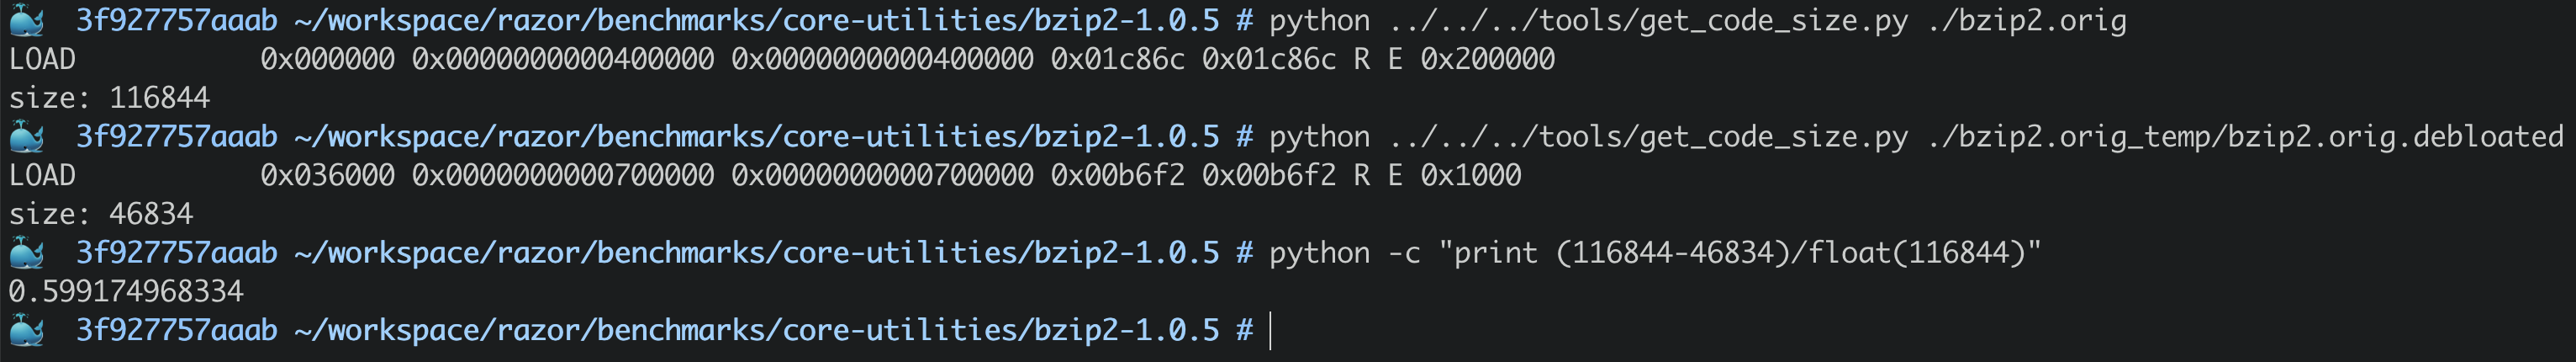 3f927757aaab ~/workspace/razor/benchmarks/core-utilities/bzip2-1.0.5 # python ../../../tools/get_code_size.py ./bzip2.orig
LOAD           0x000000 0x0000000000400000 0x0000000000400000 0x01c86c 0x01c86c R E 0x200000
size: 116844
3f927757aaab ~/workspace/razor/benchmarks/core-utilities/bzip2-1.0.5 # python ../../../tools/get_code_size.py ./bzip2.orig_temp/bzip2.orig.debloated
LOAD           0x036000 0x0000000000700000 0x0000000000700000 0x00b6f2 0x00b6f2 R E 0x1000
size: 46834
3f927757aaab ~/workspace/razor/benchmarks/core-utilities/bzip2-1.0.5 # python -c "print (116844-46834)/float(116844)"
0.599174968334
3f927757aaab ~/workspace/razor/benchmarks/core-utilities/bzip2-1.0.5 #